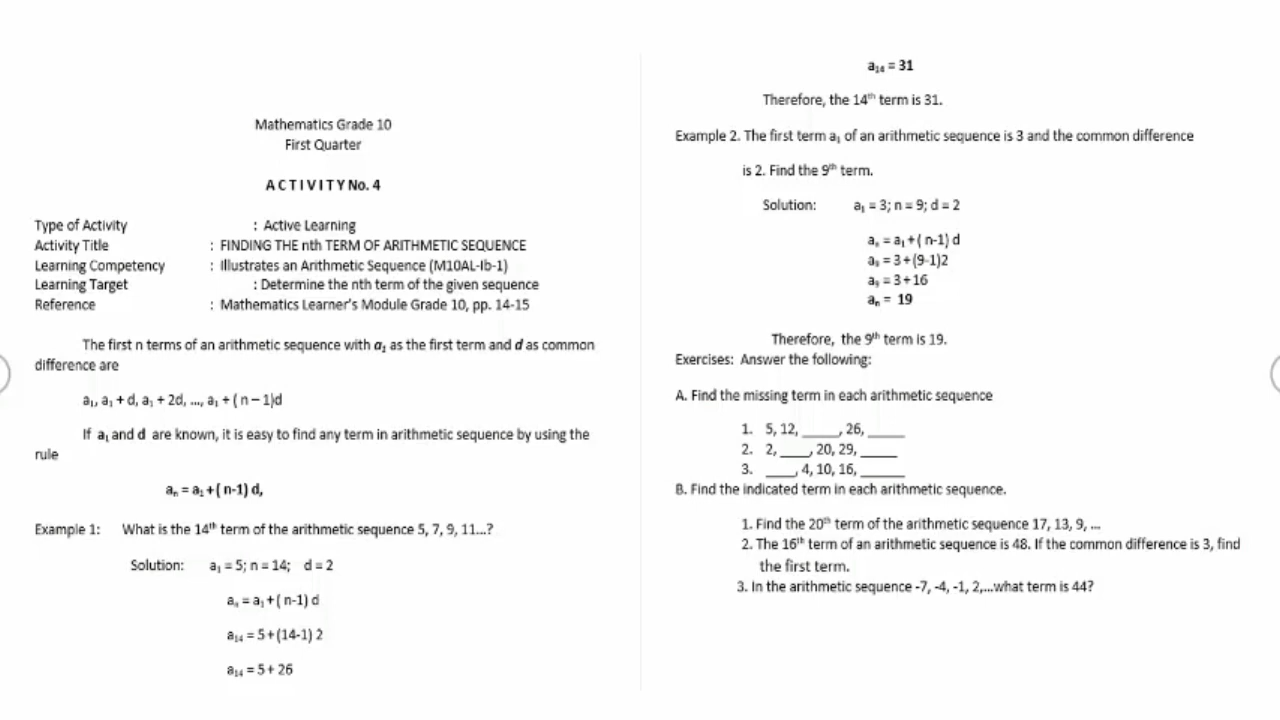 Mathematics Grade 10
First Quarter
A C T I V I T Y No. 4
Type of Activity : Active Learning
Activity Title : FINDING THE nth TERM OF ARITHMETIC SEQUENCE
Learning Competency : Illustrates an Arithmetic Sequence (M10AL-Ib-1)
Learning Target : Determine the nth term of the given sequence
Reference : Mathematics Learner's Module Grade 10, pp. 14-15
The first n terms of an arithmetic sequence with a₁ as the first term and d as common
difference are
a₁, a₁ + d, a₁ + 2d, ..., a₁ + ( n – 1)d
If a₁ and d are known, it is easy to find any term in arithmetic sequence by using the
rule
aₙ = a₁ +( n-1) d,
Example 1: What is the 14ᵗʰ term of the arithmetic sequence 5, 7, 9, 11...?
Solution: a₁ = 5; n = 14; d = 2
aₙ = a₁ +( n-1) d
a₁₄ = 5 +(14-1) 2
a₁₄ = 5 + 26
a₁₄ = 31
Therefore, the 14ᵗʰ term is 31.
Example 2. The first term a₁ of an arithmetic sequence is 3 and the common difference
is 2. Find the 9ᵗʰ term.
Solution: a₁ = 3; n = 9; d = 2
aₙ = a₁ +( n-1) d
a₉ = 3 +(9-1)2
a₉ = 3 + 16
aₙ = 19
Therefore, the 9ᵗʰ term is 19.
Exercises: Answer the following:
A. Find the missing term in each arithmetic sequence
1. 5, 12, _____, 26, _____
2. 2, ____, 20, 29, _____
3. ____, 4, 10, 16, ______
B. Find the indicated term in each arithmetic sequence.
1. Find the 20ᵗʰ term of the arithmetic sequence 17, 13, 9, ...
2. The 16ᵗʰ term of an arithmetic sequence is 48. If the common difference is 3, find
the first term.
3. In the arithmetic sequence -7, -4, -1, 2,...what term is 44?